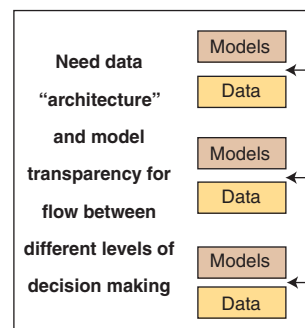 Need data
“architecture”
and model
transparency for
flow between
different levels of
decision making
Models
Data
Models
Data
Models
Data